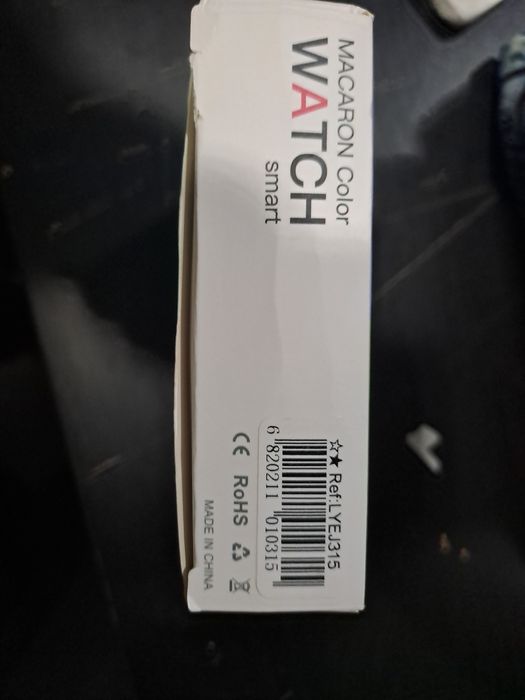 MACARON Color
WATCH
smart
☆★ Ref:LYEJ315
6 820211 010315
CE RoHS
MADE IN CHINA